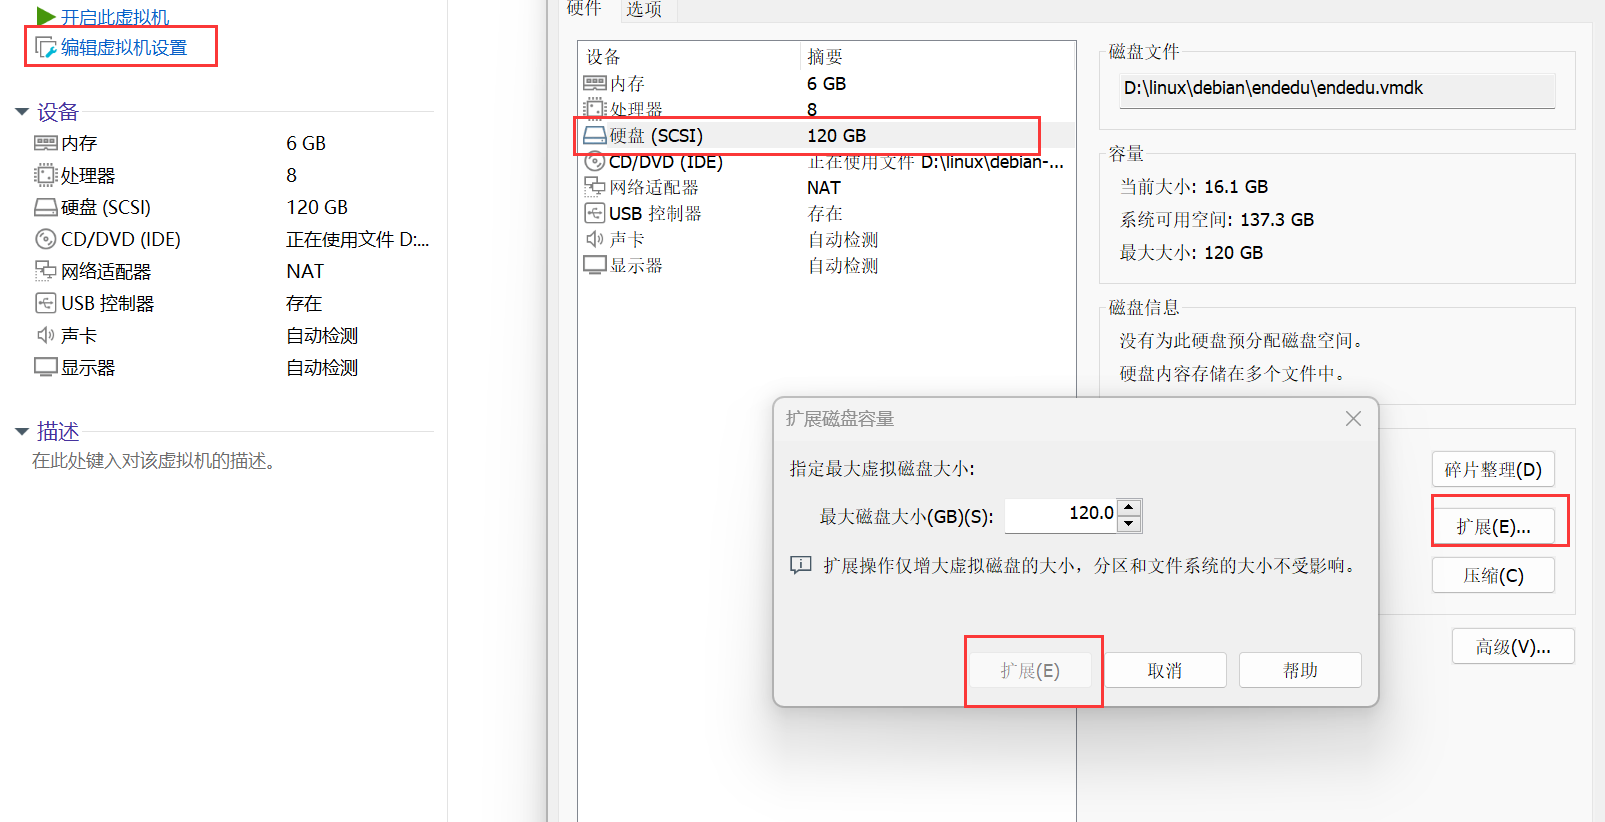 开启此虚拟机
编辑虚拟机设置
设备
内存 6 GB
处理器 8
硬盘 (SCSI) 120 GB
CD/DVD (IDE) 正在使用文件 D:...
网络适配器 NAT
USB 控制器 存在
声卡 自动检测
显示器 自动检测
描述
在此处键入对该虚拟机的描述。
硬件 选项
设备 摘要
内存 6 GB
处理器 8
硬盘 (SCSI) 120 GB
CD/DVD (IDE) 正在使用文件 D:\linux\debian-...
网络适配器 NAT
USB 控制器 存在
声卡 自动检测
显示器 自动检测
磁盘文件
D:\linux\debian\endedu\endedu.vmdk
容量
当前大小: 16.1 GB
系统可用空间: 137.3 GB
最大大小: 120 GB
磁盘信息
没有为此硬盘预分配磁盘空间。
硬盘内容存储在多个文件中。
碎片整理(D)
扩展(E)...
压缩(C)
高级(V)...
扩展磁盘容量
指定最大虚拟磁盘大小:
最大磁盘大小(GB)(S): 120.0
扩展操作仅增大虚拟磁盘的大小，分区和文件系统的大小不受影响。
扩展(E) 取消 帮助